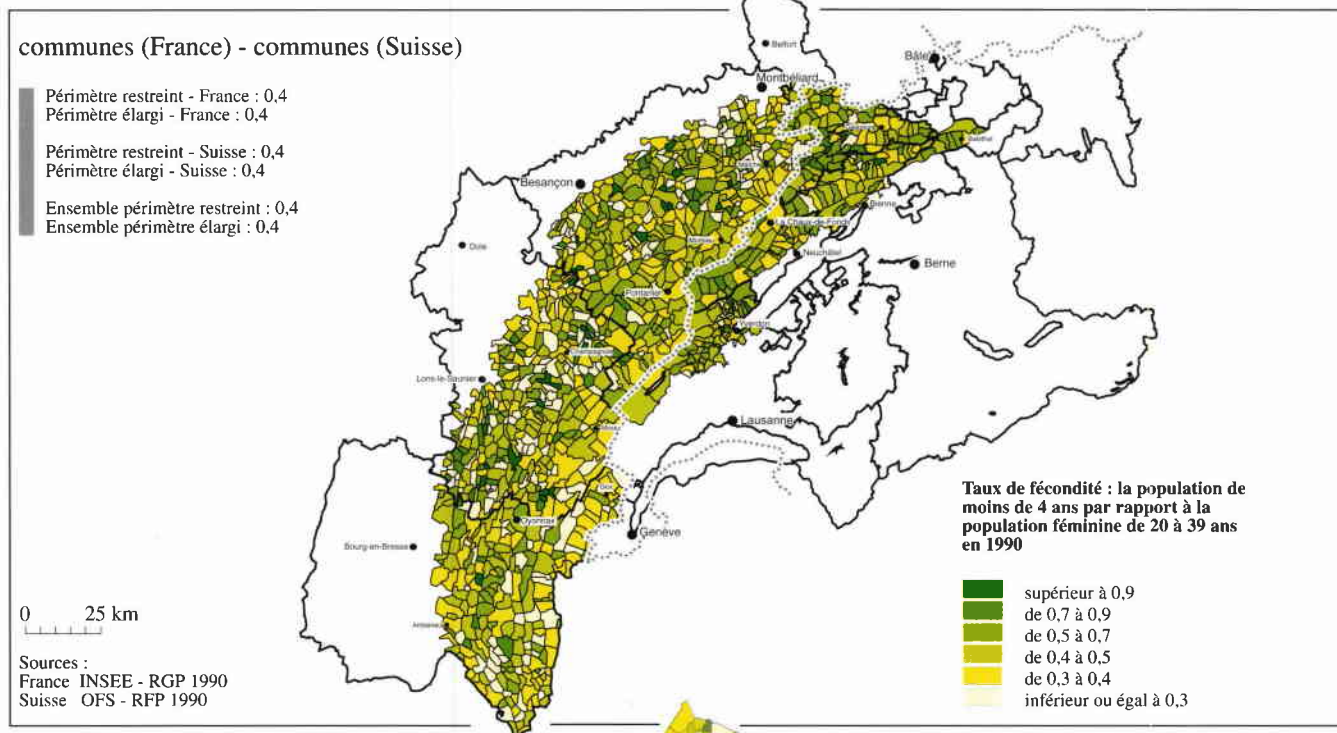 communes (France) - communes (Suisse)
Périmètre restreint - France : 0,4
Périmètre élargi - France : 0,4
Périmètre restreint - Suisse : 0,4
Périmètre élargi - Suisse : 0,4
Ensemble périmètre restreint : 0,4
Ensemble périmètre élargi : 0,4
Belfort
Bâle
Montbéliard
Maîche
Besançon
Bienne
La Chaux-de-Fonds
Dole
Morteau
Neuchâtel
Berne
Pontarlier
Yverdon
Champagnole
Lons-le-Saunier
Lausanne
Morez
Gex
Oyonnax
Genève
Bourg-en-Bresse
Ambérieu
Taux de fécondité : la population de
moins de 4 ans par rapport à la
population féminine de 20 à 39 ans
en 1990
supérieur à 0,9
de 0,7 à 0,9
de 0,5 à 0,7
de 0,4 à 0,5
de 0,3 à 0,4
inférieur ou égal à 0,3
0 25 km
Sources :
France INSEE - RGP 1990
Suisse OFS - RFP 1990